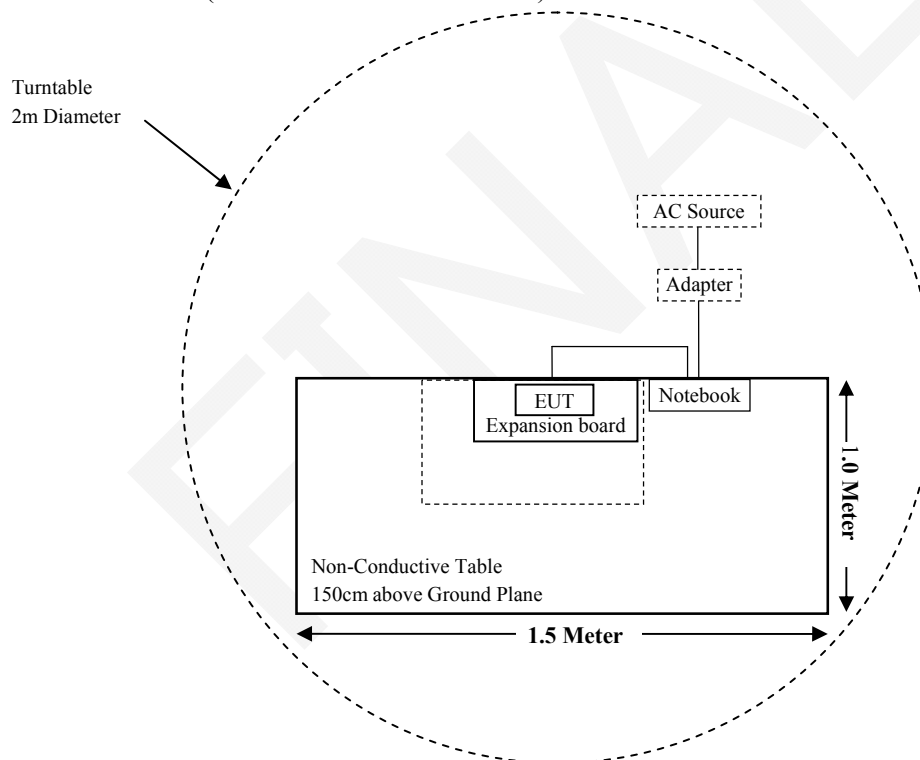 Turntable
2m Diameter
AC Source
Adapter
EUT
Expansion board
Notebook
1.0 Meter
Non-Conductive Table
150cm above Ground Plane
1.5 Meter
FINAL